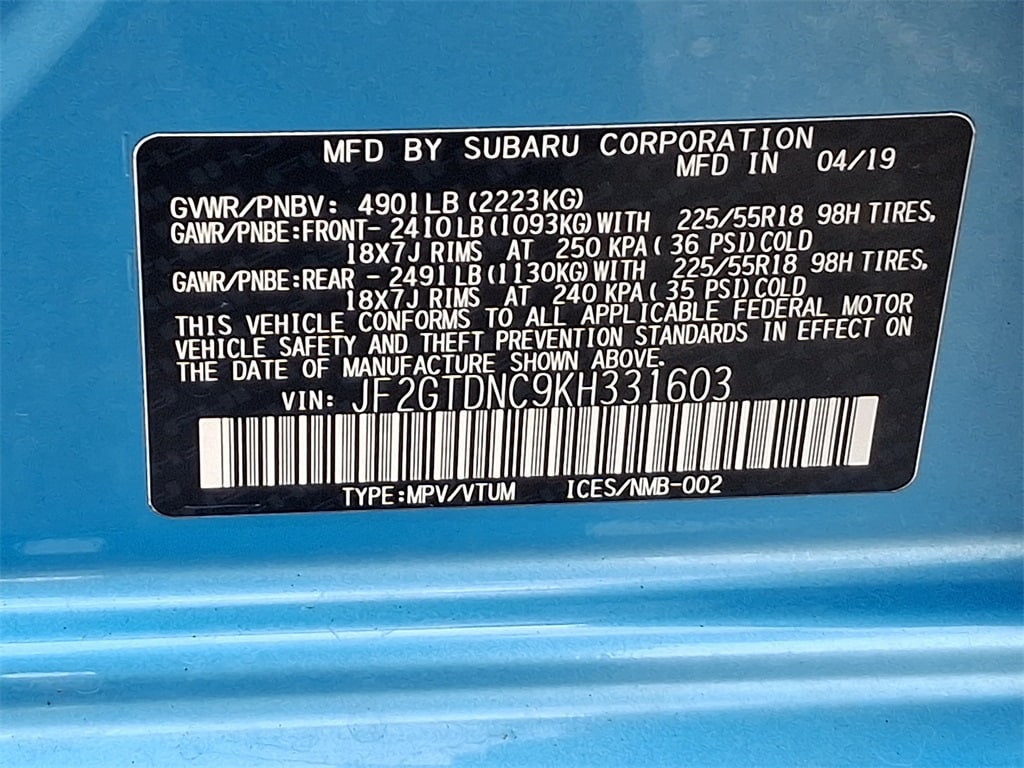 MFD BY SUBARU CORPORATION
MFD IN 04/19
GVWR/PNBV: 4901LB(2223KG)
GAWR/PNBE:FRONT- 2410LB(1093KG)WITH 225/55R18 98H TIRES,
18X7J RIMS AT 250 KPA( 36 PSI)COLD
GAWR/PNBE:REAR - 2491LB(1130KG)WITH 225/55R18 98H TIRES,
18X7J RIMS AT 240 KPA( 35 PSI)COLD
THIS VEHICLE CONFORMS TO ALL APPLICABLE FEDERAL MOTOR
VEHICLE SAFETY AND THEFT PREVENTION STANDARDS IN EFFECT ON
THE DATE OF MANUFACTURE SHOWN ABOVE.
VIN: JF2GTDNC9KH331603
TYPE:MPV/VTUM ICES/NMB-002